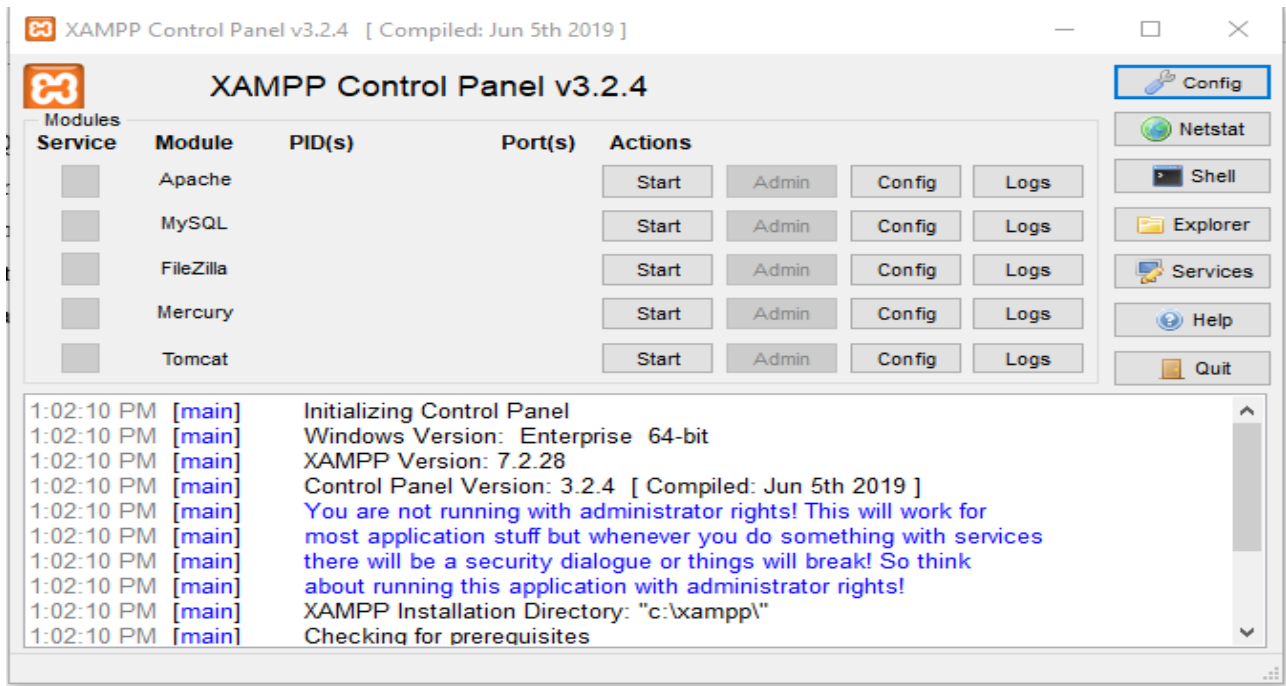 XAMPP Control Panel v3.2.4 [ Compiled: Jun 5th 2019 ]
XAMPP Control Panel v3.2.4
Config
Modules
Service Module PID(s) Port(s) Actions
Netstat
Apache Start Admin Config Logs
Shell
MySQL Start Admin Config Logs
Explorer
FileZilla Start Admin Config Logs
Services
Mercury Start Admin Config Logs
Help
Tomcat Start Admin Config Logs
Quit
1:02:10 PM [main] Initializing Control Panel
1:02:10 PM [main] Windows Version: Enterprise 64-bit
1:02:10 PM [main] XAMPP Version: 7.2.28
1:02:10 PM [main] Control Panel Version: 3.2.4 [ Compiled: Jun 5th 2019 ]
1:02:10 PM [main] You are not running with administrator rights! This will work for
1:02:10 PM [main] most application stuff but whenever you do something with services
1:02:10 PM [main] there will be a security dialogue or things will break! So think
1:02:10 PM [main] about running this application with administrator rights!
1:02:10 PM [main] XAMPP Installation Directory: "c:\xampp\"
1:02:10 PM [main] Checking for prerequisites